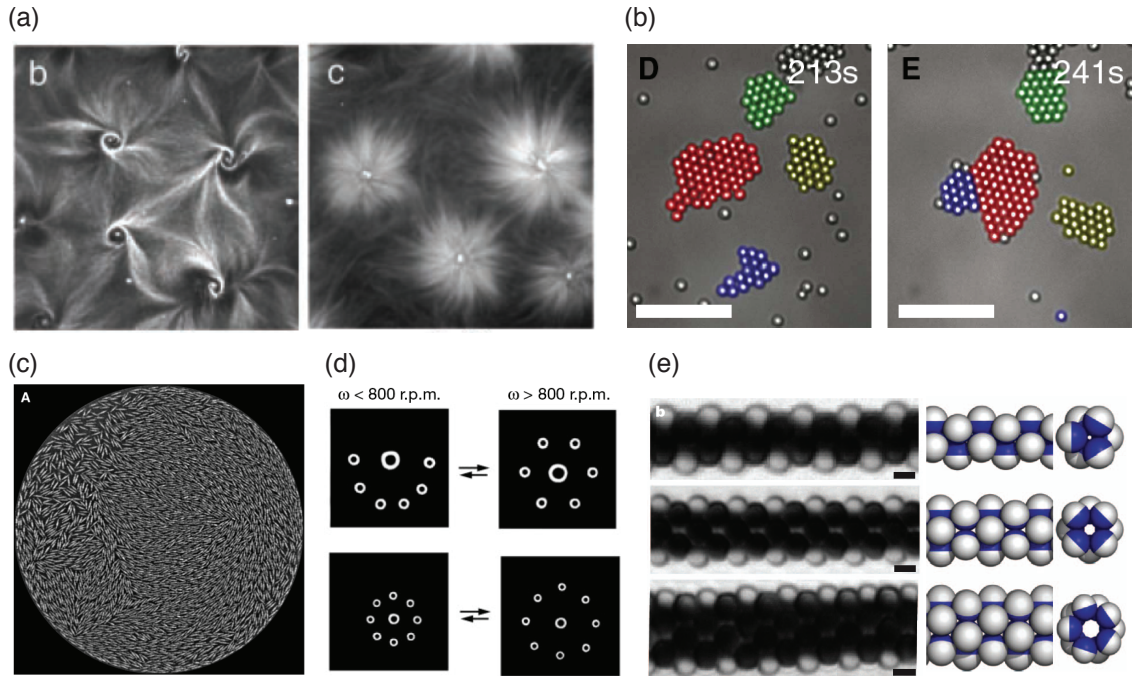 (a)
(b)
b
c
D
213s
E
241s
(c)
(d)
(e)
A
ω < 800 r.p.m.
ω > 800 r.p.m.
b